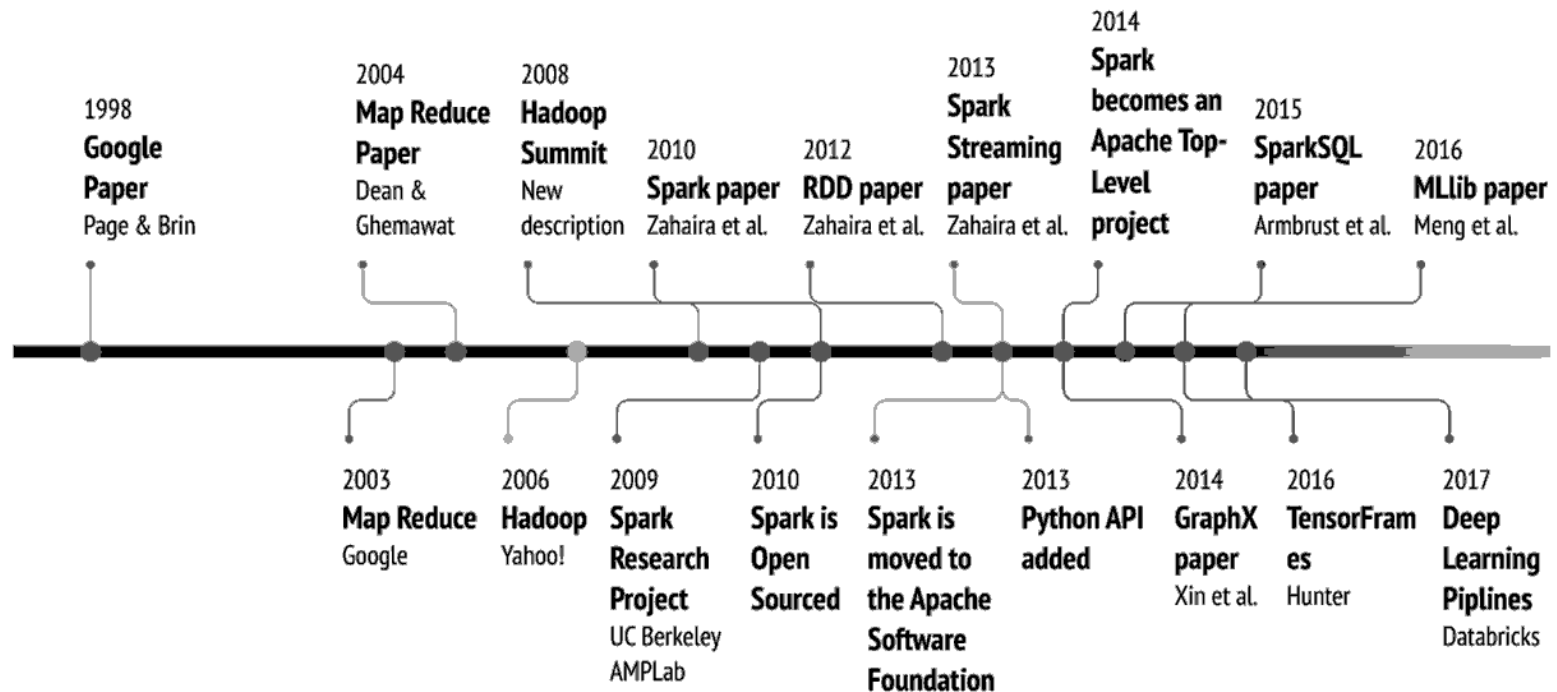 1998
Google
Paper
Page & Brin
2004
Map Reduce
Paper
Dean &
Ghemawat
2008
Hadoop
Summit
New
description
2010
Spark paper
Zahaira et al.
2012
RDD paper
Zahaira et al.
2013
Spark
Streaming
paper
Zahaira et al.
2014
Spark
becomes an
Apache Top-
Level
project
2015
SparkSQL
paper
Armbrust et al.
2016
MLlib paper
Meng et al.
2003
Map Reduce
Google
2006
Hadoop
Yahoo!
2009
Spark
Research
Project
UC Berkeley
AMPLab
2010
Spark is
Open
Sourced
2013
Spark is
moved to
the Apache
Software
Foundation
2013
Python API
added
2014
GraphX
paper
Xin et al.
2016
TensorFram
es
Hunter
2017
Deep
Learning
Piplines
Databricks